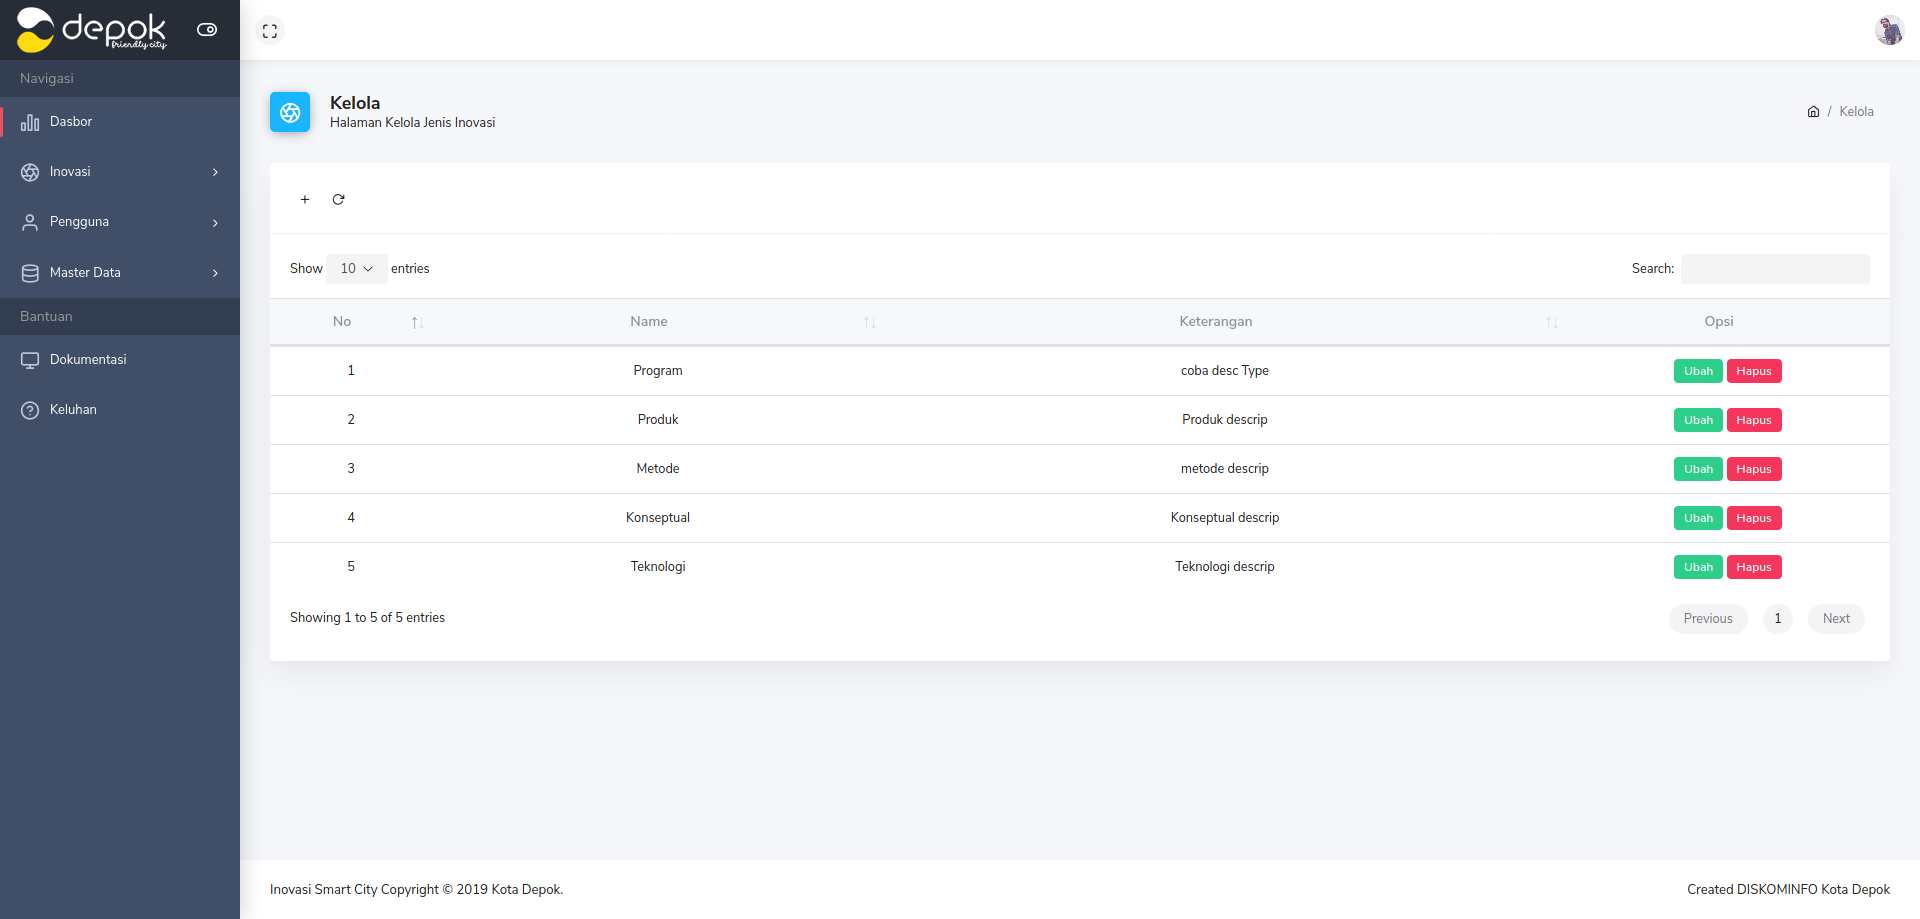 depok
friendly city
Navigasi
Dasbor
Inovasi
Pengguna
Master Data
Bantuan
Dokumentasi
Keluhan
Kelola
Halaman Kelola Jenis Inovasi
/ Kelola
+
Show 10 entries
Search:
No Name Keterangan Opsi
1 Program coba desc Type Ubah Hapus
2 Produk Produk descrip Ubah Hapus
3 Metode metode descrip Ubah Hapus
4 Konseptual Konseptual descrip Ubah Hapus
5 Teknologi Teknologi descrip Ubah Hapus
Showing 1 to 5 of 5 entries
Previous 1 Next
Inovasi Smart City Copyright © 2019 Kota Depok.
Created DISKOMINFO Kota Depok